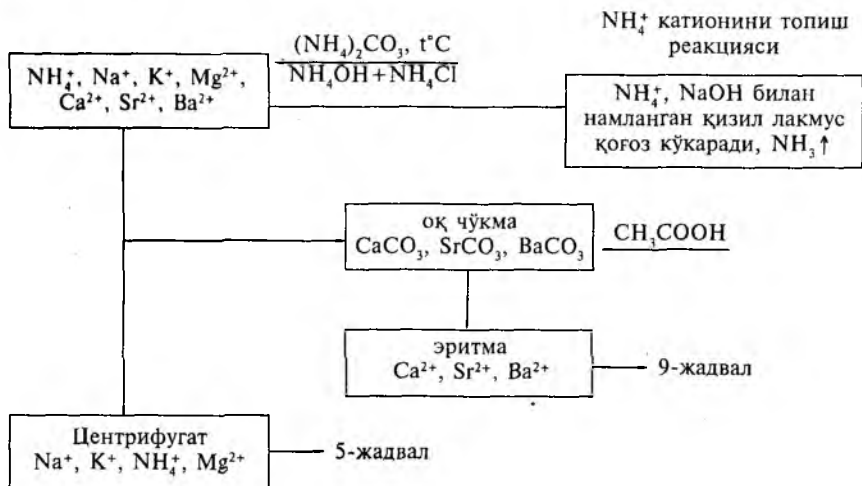 NH₄⁺ катионини топиш
реакцияси
(NH₄)₂CO₃, t°C
NH₄OH+NH₄Cl
NH₄⁺, Na⁺, K⁺, Mg²⁺,
Ca²⁺, Sr²⁺, Ba²⁺
NH₄⁺, NaOH билан
намланган қизил лакмус
қоғоз кўкаради, NH₃↑
оқ чўкма
CaCO₃, SrCO₃, BaCO₃
CH₃COOH
эритма
Ca²⁺, Sr²⁺, Ba²⁺
9-жадвал
Центрифугат
Na⁺, K⁺, NH₄⁺, Mg²⁺
5-жадвал